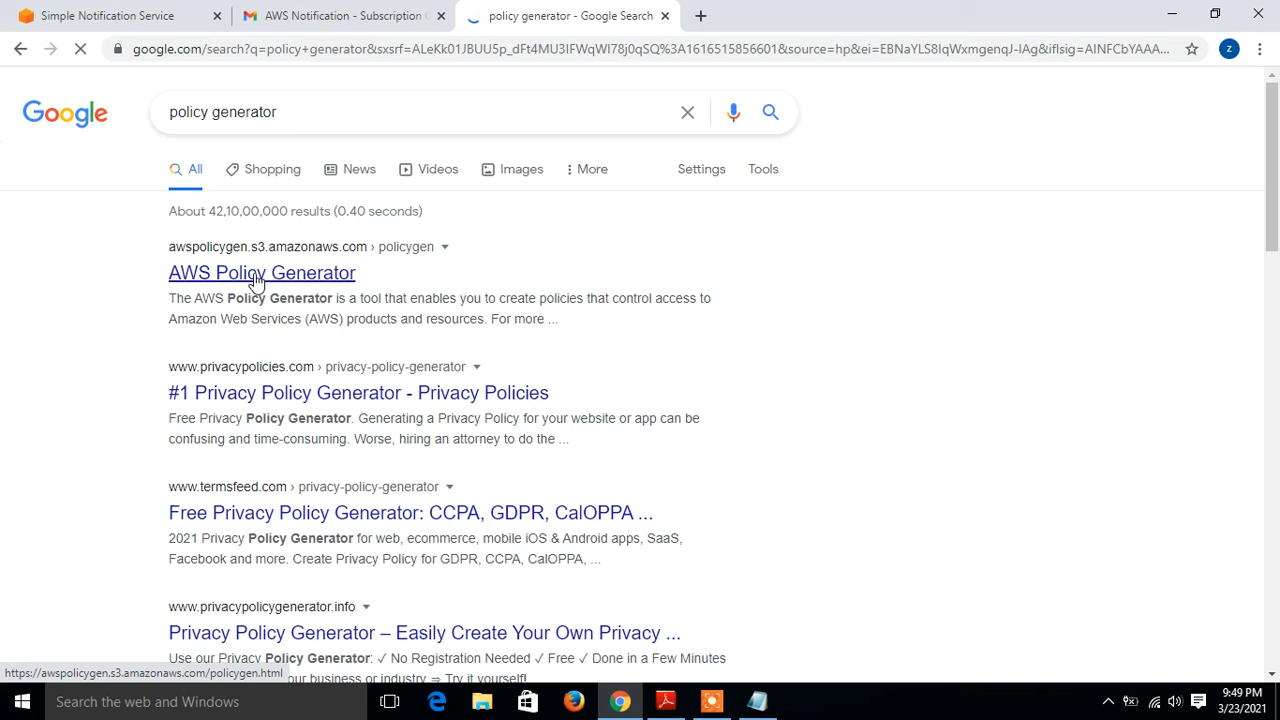 Simple Notification Service
AWS Notification - Subscription C
policy generator - Google Search
google.com/search?q=policy+generator&sxsrf=ALeKk01JBUU5p_dFt4MU3IFWqWl78j0qSQ%3A1616515856601&source=hp&ei=EBNaYLS8IqWxmgenqJ-IAg&iflsig=AINFCbYAAA...
z
Google
policy generator
All
Shopping
News
Videos
Images
More
Settings
Tools
About 42,10,00,000 results (0.40 seconds)
awspolicygen.s3.amazonaws.com › policygen
AWS Policy Generator
The AWS Policy Generator is a tool that enables you to create policies that control access to
Amazon Web Services (AWS) products and resources. For more ...
www.privacypolicies.com › privacy-policy-generator
#1 Privacy Policy Generator - Privacy Policies
Free Privacy Policy Generator. Generating a Privacy Policy for your website or app can be
confusing and time-consuming. Worse, hiring an attorney to do the ...
www.termsfeed.com › privacy-policy-generator
Free Privacy Policy Generator: CCPA, GDPR, CalOPPA ...
2021 Privacy Policy Generator for web, ecommerce, mobile iOS & Android apps, SaaS,
Facebook and more. Create Privacy Policy for GDPR, CCPA, CalOPPA, ...
www.privacypolicygenerator.info
Privacy Policy Generator – Easily Create Your Own Privacy ...
Use our Privacy Policy Generator: ✓ No Registration Needed ✓ Free ✓ Done in a Few Minutes
our business or industry ⇒ Try it yourself!
https://awspolicygen.s3.amazonaws.com/policygen.html
Search the web and Windows
9:49 PM
3/23/2021